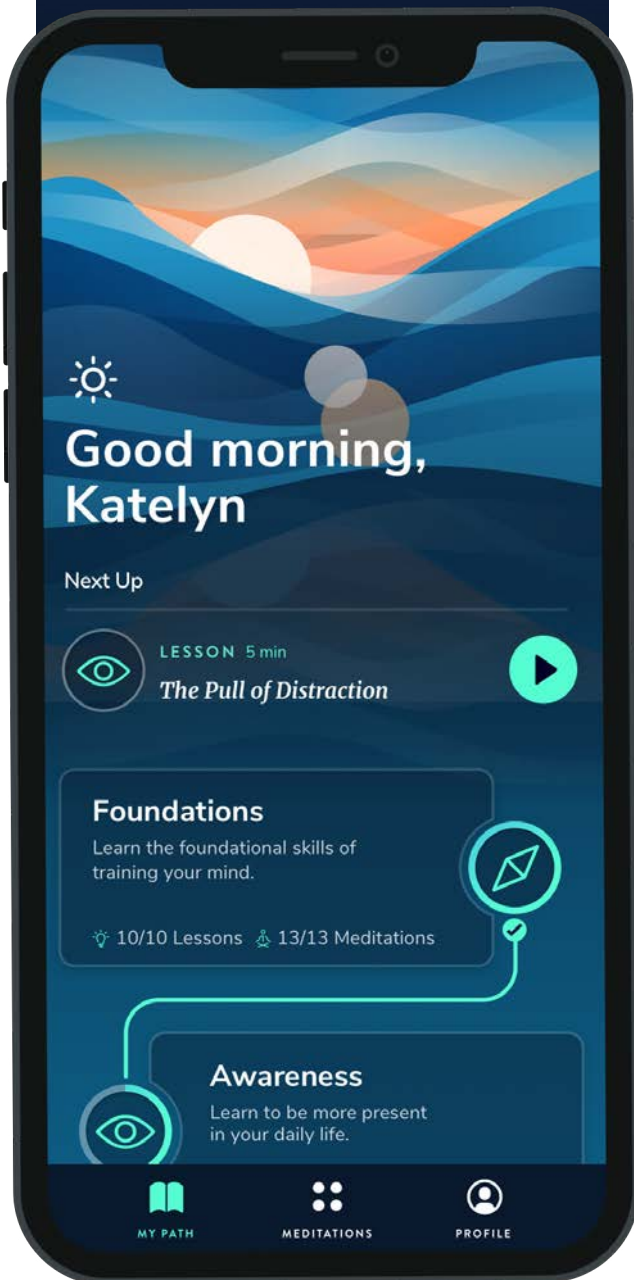 Good morning,
Katelyn
Next Up
LESSON 5 min
The Pull of Distraction
Foundations
Learn the foundational skills of
training your mind.
10/10 Lessons 13/13 Meditations
Awareness
Learn to be more present
in your daily life.
MY PATH MEDITATIONS PROFILE